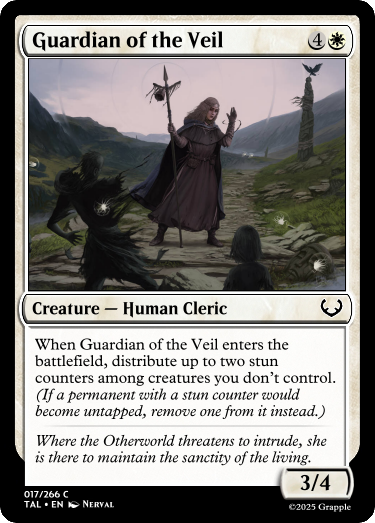 Guardian of the Veil 4
Creature — Human Cleric
When Guardian of the Veil enters the
battlefield, distribute up to two stun
counters among creatures you don't control.
(If a permanent with a stun counter would
become untapped, remove one from it instead.)
Where the Otherworld threatens to intrude, she
is there to maintain the sanctity of the living.
3/4
017/266 C
TAL • EN Nerval
©2025 Grapple